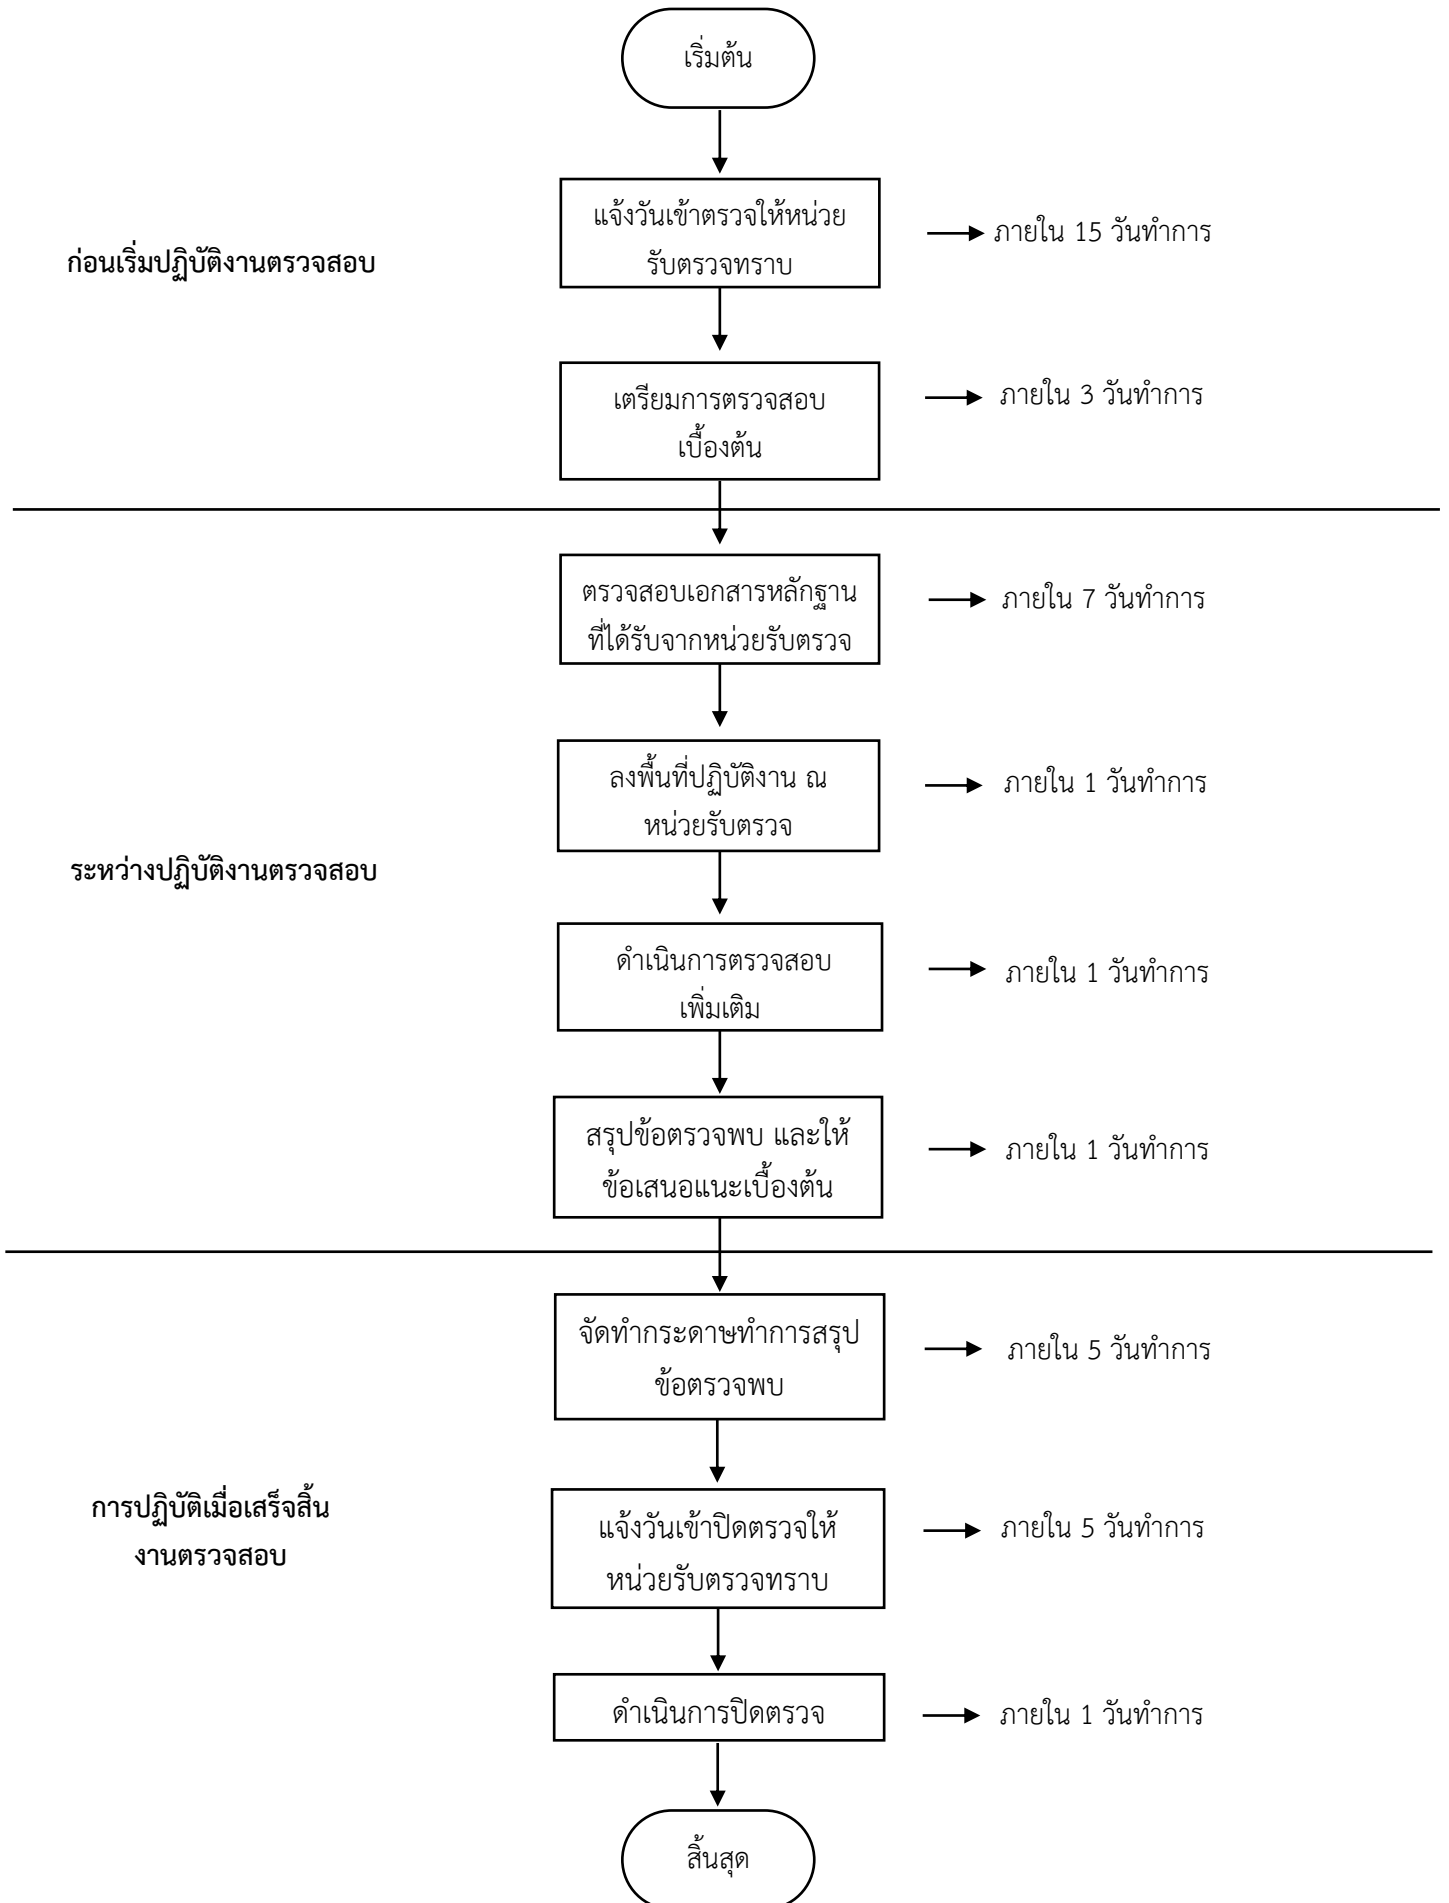 เริ่มต้น
แจ้งวันเข้าตรวจให้หน่วย
รับตรวจทราบ
ภายใน 15 วันทำการ
ก่อนเริ่มปฏิบัติงานตรวจสอบ
เตรียมการตรวจสอบ
เบื้องต้น
ภายใน 3 วันทำการ
ตรวจสอบเอกสารหลักฐาน
ที่ได้รับจากหน่วยรับตรวจ
ภายใน 7 วันทำการ
ลงพื้นที่ปฏิบัติงาน ณ
หน่วยรับตรวจ
ภายใน 1 วันทำการ
ระหว่างปฏิบัติงานตรวจสอบ
ดำเนินการตรวจสอบ
เพิ่มเติม
ภายใน 1 วันทำการ
สรุปข้อตรวจพบ และให้
ข้อเสนอแนะเบื้องต้น
ภายใน 1 วันทำการ
จัดทำกระดาษทำการสรุป
ข้อตรวจพบ
ภายใน 5 วันทำการ
การปฏิบัติเมื่อเสร็จสิ้น
งานตรวจสอบ
แจ้งวันเข้าปิดตรวจให้
หน่วยรับตรวจทราบ
ภายใน 5 วันทำการ
ดำเนินการปิดตรวจ
ภายใน 1 วันทำการ
สิ้นสุด